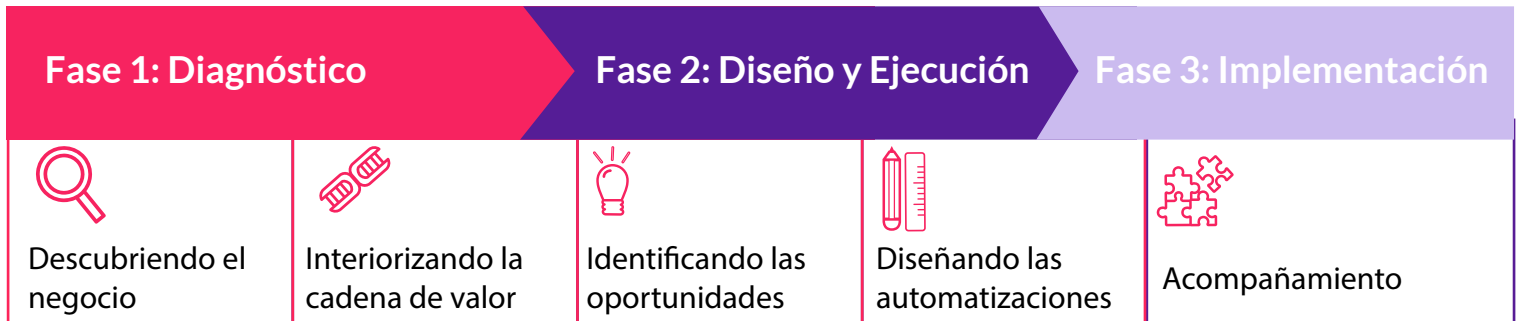 Fase 1: Diagnóstico
Fase 2: Diseño y Ejecución
Fase 3: Implementación
Descubriendo el
negocio
Interiorizando la
cadena de valor
Identificando las
oportunidades
Diseñando las
automatizaciones
Acompañamiento